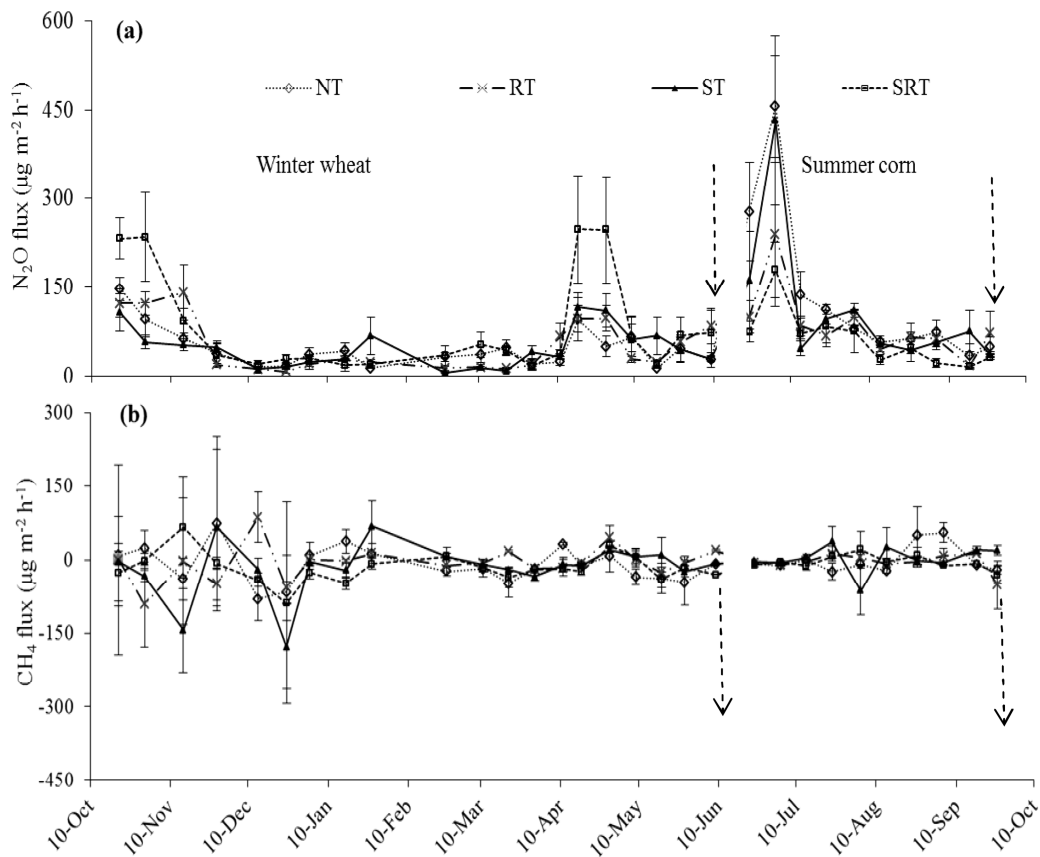 (a)
600
450
300
150
0
N₂O flux (µg m⁻² h⁻¹)
NT RT ST SRT
Winter wheat Summer corn
(b)
300
150
0
-150
-300
-450
CH₄ flux (µg m⁻² h⁻¹)
10-Oct 10-Nov 10-Dec 10-Jan 10-Feb 10-Mar 10-Apr 10-May 10-Jun 10-Jul 10-Aug 10-Sep 10-Oct